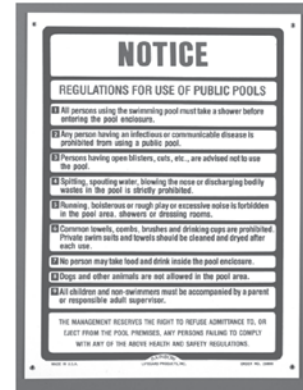 NOTICE
REGULATIONS FOR USE OF PUBLIC POOLS
1 All persons using the swimming pool must take a shower before
entering the pool enclosure.
2 Any person having an infectious or communicable disease is
prohibited from using a public pool.
3 Persons having open blisters, cuts, etc., are advised not to use
the pool.
4 Spitting, spouting water, blowing the nose or discharging bodily
wastes in the pool is strictly prohibited.
5 Running, boisterous or rough play or excessive noise is forbidden
in the pool area, showers or dressing rooms.
6 Common towels, combs, brushes and drinking cups are prohibited.
Private swim suits and towels should be cleaned and dryed after
each use.
7 No person may take food and drink inside the pool enclosure.
8 Dogs and other animals are not allowed in the pool area.
9 All children and non-swimmers must be accompanied by a parent
or responsible adult supervisor.
THE MANAGEMENT RESERVES THE RIGHT TO REFUSE ADMITTANCE TO, OR
EJECT FROM THE POOL PREMISES, ANY PERSONS FAILING TO COMPLY
WITH ANY OF THE ABOVE HEALTH AND SAFETY REGULATIONS.
MADE IN U.S.A.